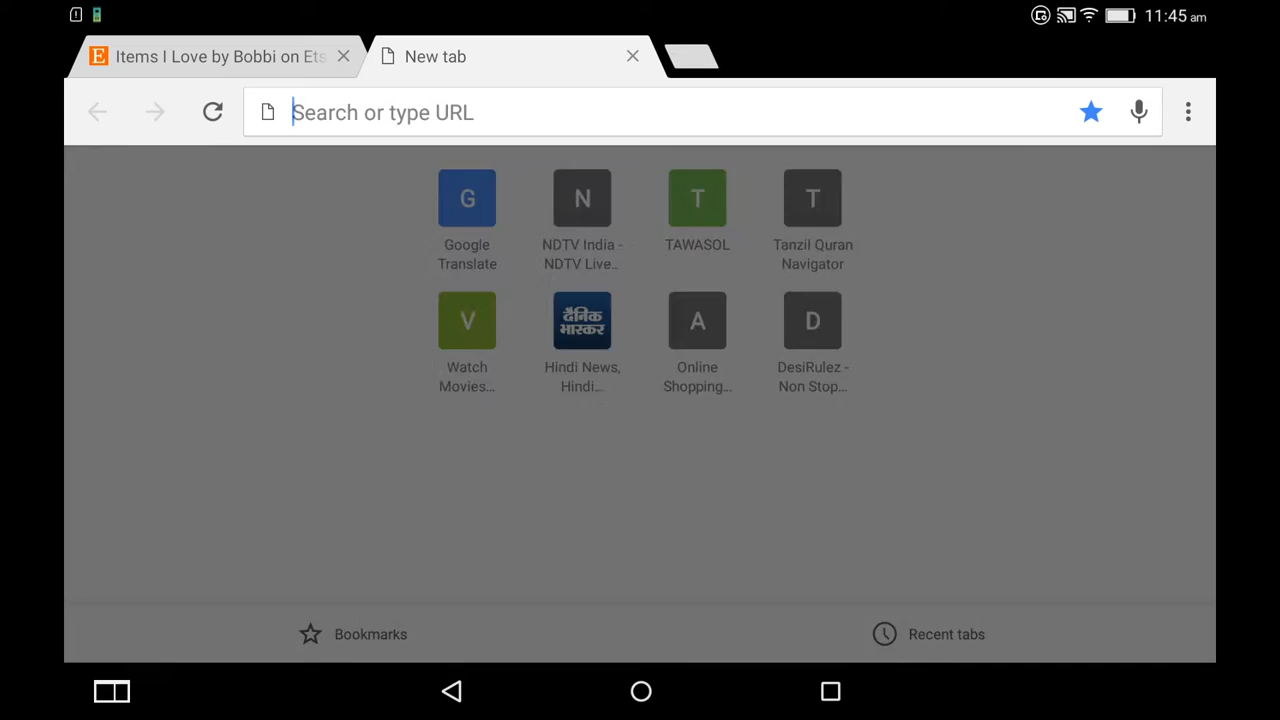 11:45 am
E Items I Love by Bobbi on Ets
New tab
Search or type URL
G
N
T
T
Google
Translate
NDTV India -
NDTV Live..
TAWASOL
Tanzil Quran
Navigator
V
दैनिक
भास्कर
A
D
Watch
Movies...
Hindi News,
Hindi...
Online
Shopping...
DesiRulez -
Non Stop...
Bookmarks
Recent tabs